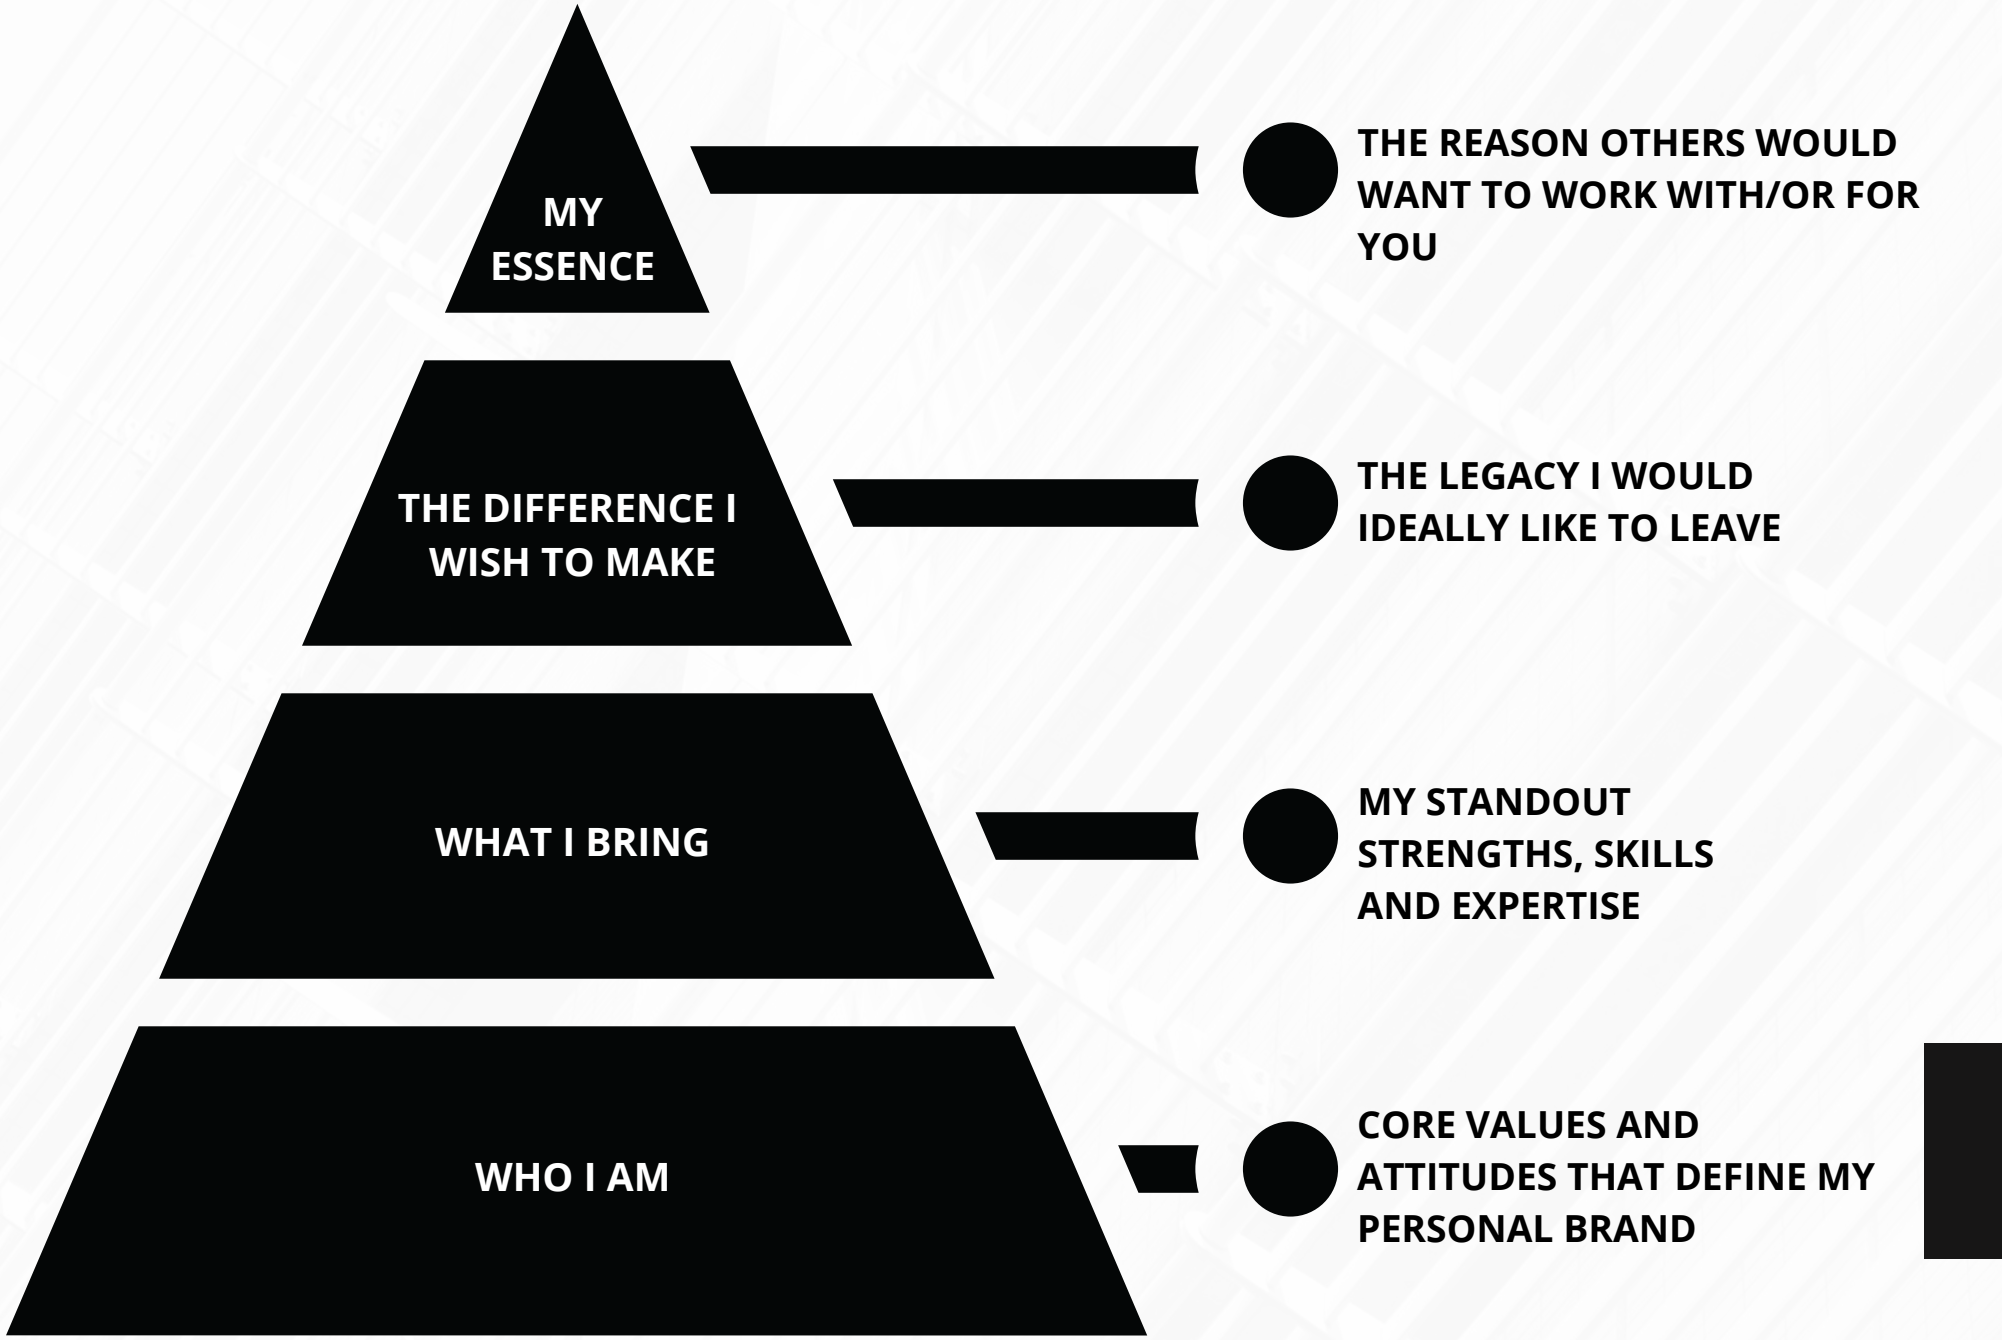 MY
ESSENCE
THE REASON OTHERS WOULD
WANT TO WORK WITH/OR FOR
YOU
THE DIFFERENCE I
WISH TO MAKE
THE LEGACY I WOULD
IDEALLY LIKE TO LEAVE
WHAT I BRING
MY STANDOUT
STRENGTHS, SKILLS
AND EXPERTISE
WHO I AM
CORE VALUES AND
ATTITUDES THAT DEFINE MY
PERSONAL BRAND